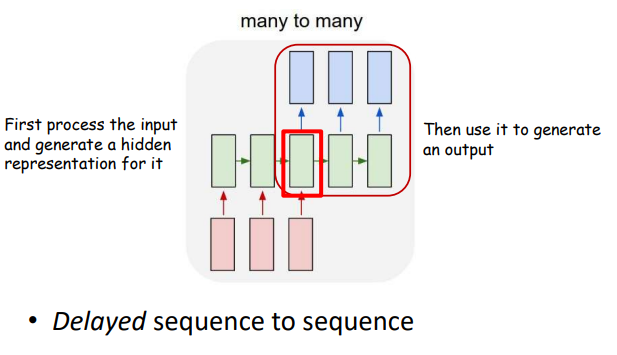 many to many
First process the input
and generate a hidden
representation for it
Then use it to generate
an output
• Delayed sequence to sequence